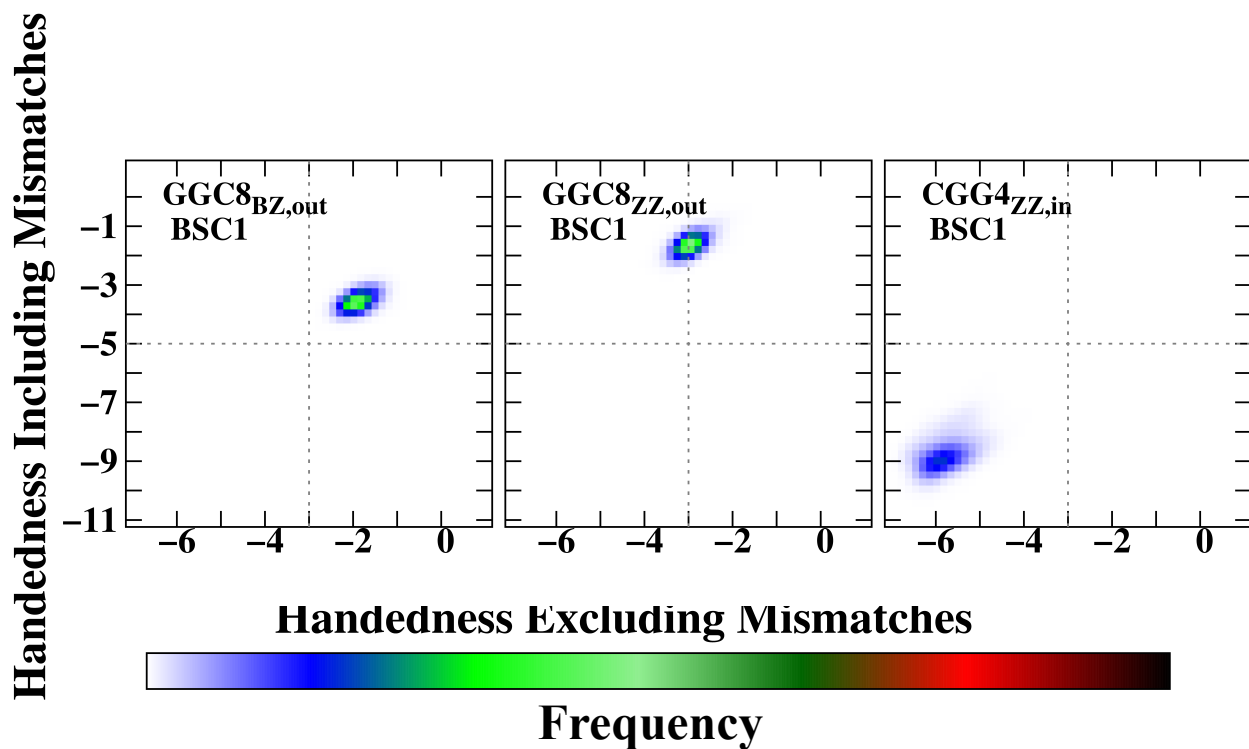 Handedness Including Mismatches
GGC8BZ,out
BSC1
GGC8ZZ,out
BSC1
CGG4ZZ,in
BSC1
−1
−3
−5
−7
−9
−11
−6 −4 −2 0
−6 −4 −2 0
−6 −4 −2 0
Handedness Excluding Mismatches
Frequency